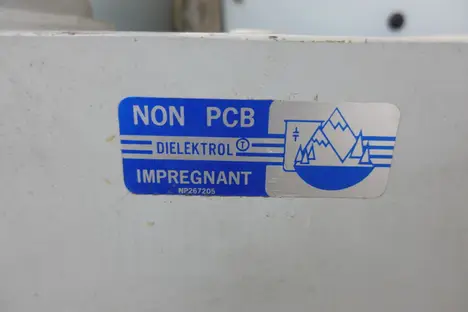 NON PCB
DIELEKTROL Ⓣ
IMPREGNANT
NP267205